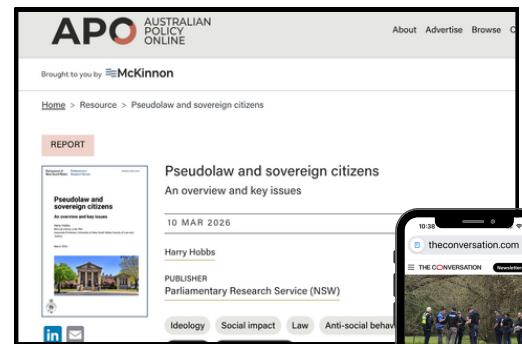 APO AUSTRALIAN
POLICY
ONLINE
About Advertise Browse
Brought to you by McKinnon
Home > Resource > Pseudolaw and sovereign citizens
REPORT
Pseudolaw and
sovereign citizens
An overview and key issues
Pseudolaw and sovereign citizens
An overview and key issues
10 MAR 2026
Harry Hobbs
PUBLISHER
Parliamentary Research Service (NSW)
Ideology Social impact Law Anti-social behav
in
10:38
theconversation.com
THE CONVERSATION Newsletter